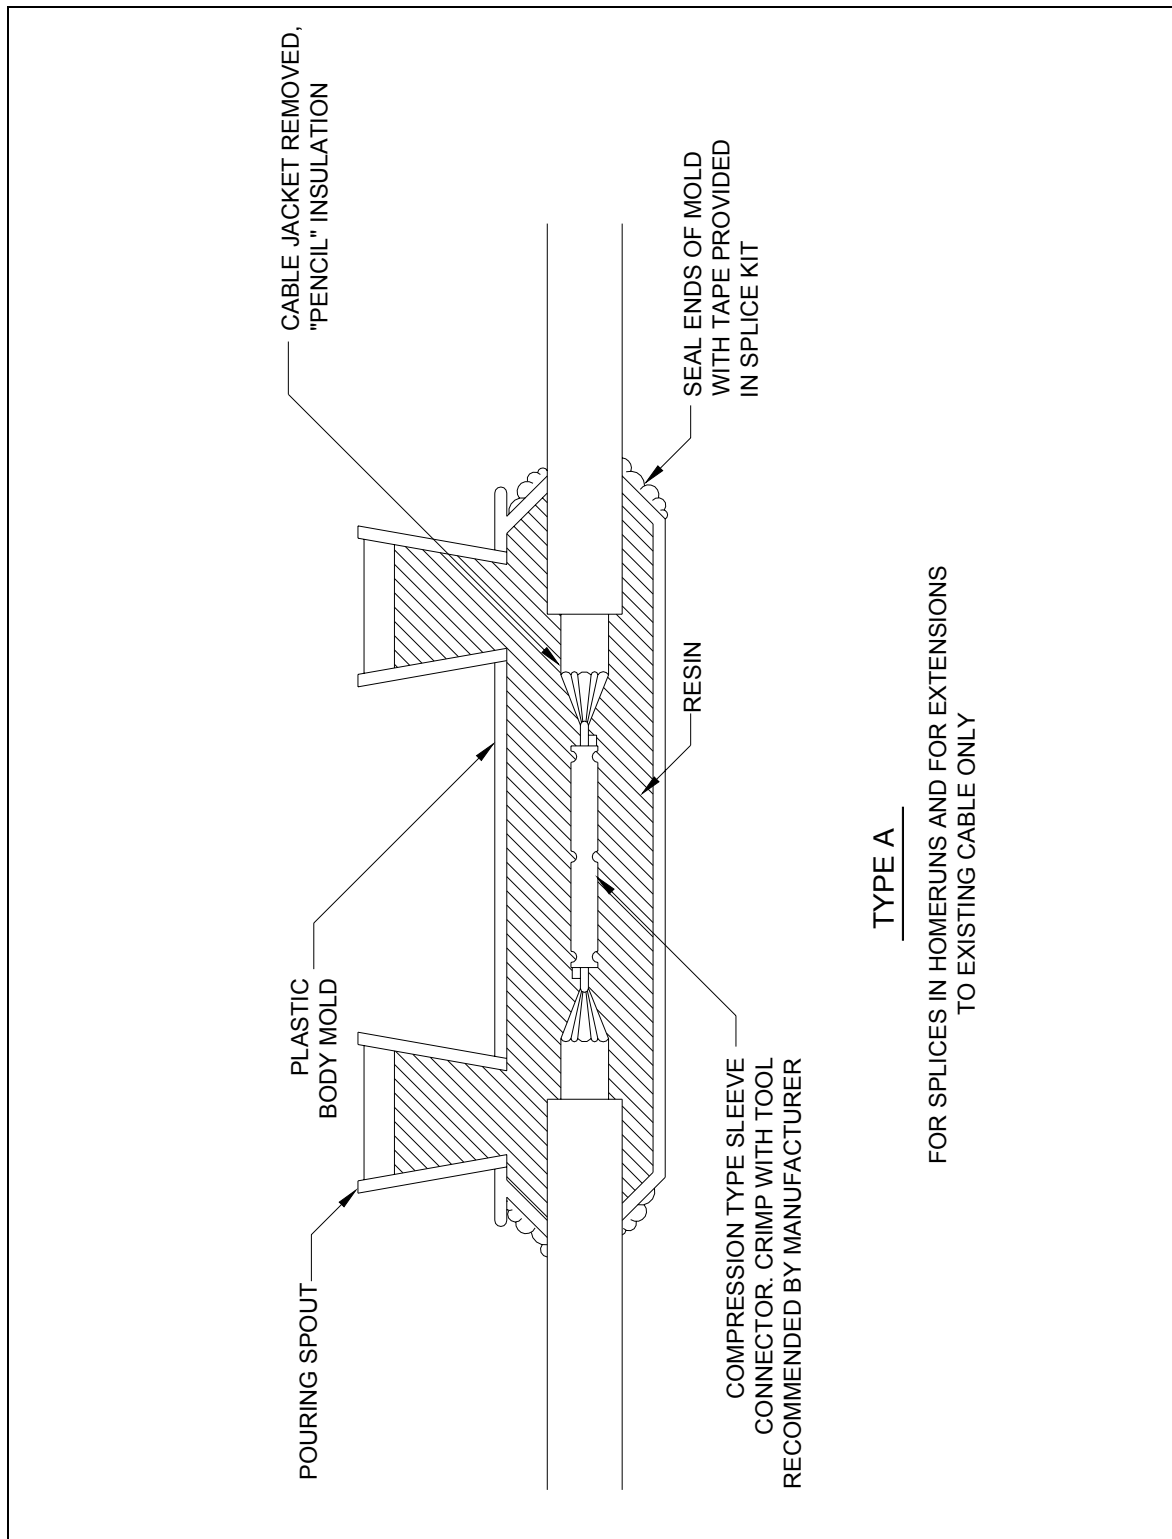 CABLE JACKET REMOVED,
"PENCIL" INSULATION
SEAL ENDS OF MOLD
WITH TAPE PROVIDED
IN SPLICE KIT
PLASTIC
BODY MOLD
RESIN
POURING SPOUT
COMPRESSION TYPE SLEEVE
CONNECTOR. CRIMP WITH TOOL
RECOMMENDED BY MANUFACTURER
TYPE A
FOR SPLICES IN HOMERUNS AND FOR EXTENSIONS
TO EXISTING CABLE ONLY